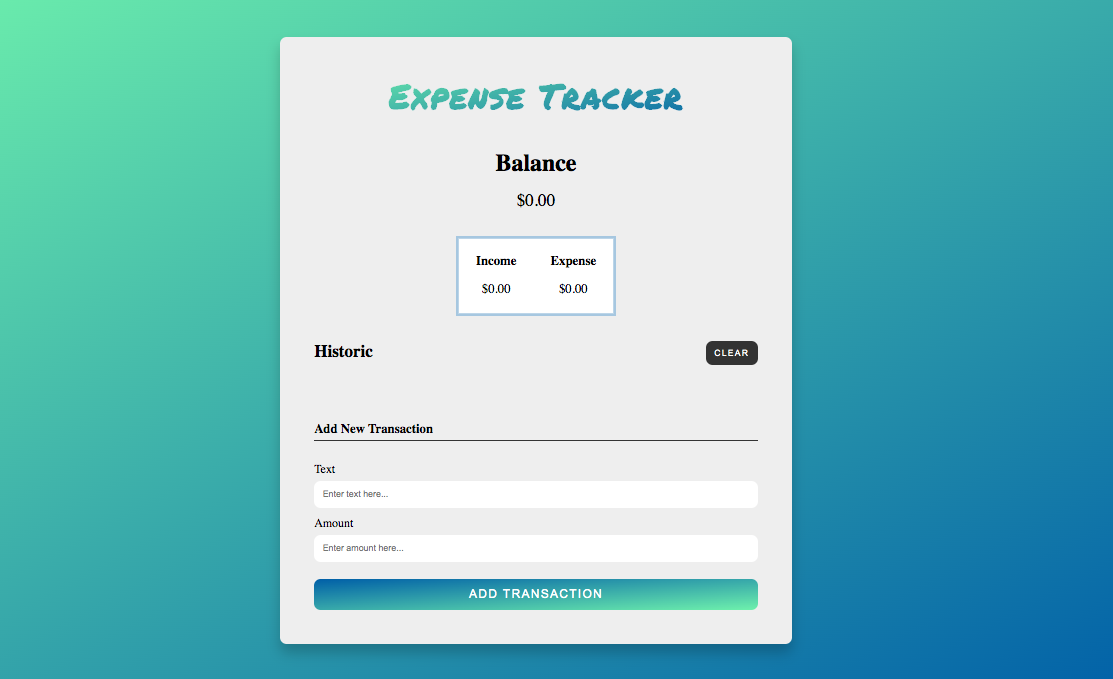 Expense Tracker
Balance
$0.00
Income Expense
$0.00 $0.00
Historic CLEAR
Add New Transaction
Text
Enter text here...
Amount
Enter amount here...
ADD TRANSACTION